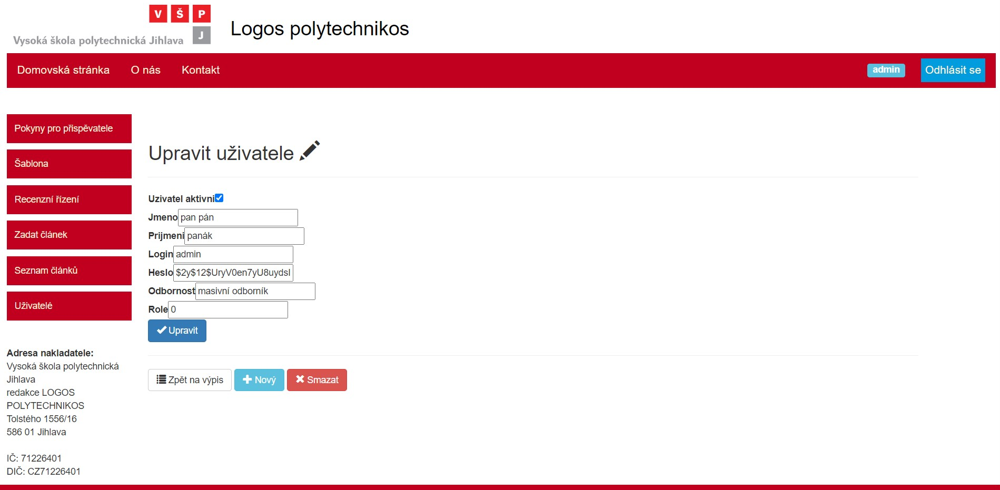 V Š P
J
Vysoká škola polytechnická Jihlava
Logos polytechnikos
Domovská stránka O nás Kontakt admin Odhlásit se
Pokyny pro přispěvatele
Šablona
Recenzní řízení
Zadat článek
Seznam článků
Uživatelé
Adresa nakladatele:
Vysoká škola polytechnická
Jihlava
redakce LOGOS
POLYTECHNIKOS
Tolstého 1556/16
586 01 Jihlava
IČ: 71226401
DIČ: CZ71226401
Upravit uživatele
Uzivatel aktivni
Jmeno pan pán
Prijmeni panák
Login admin
Heslo $2y$12$UryV0en7yU8uydsI
Odbornost masivní odborník
Role 0
Upravit
Zpět na výpis Nový Smazat